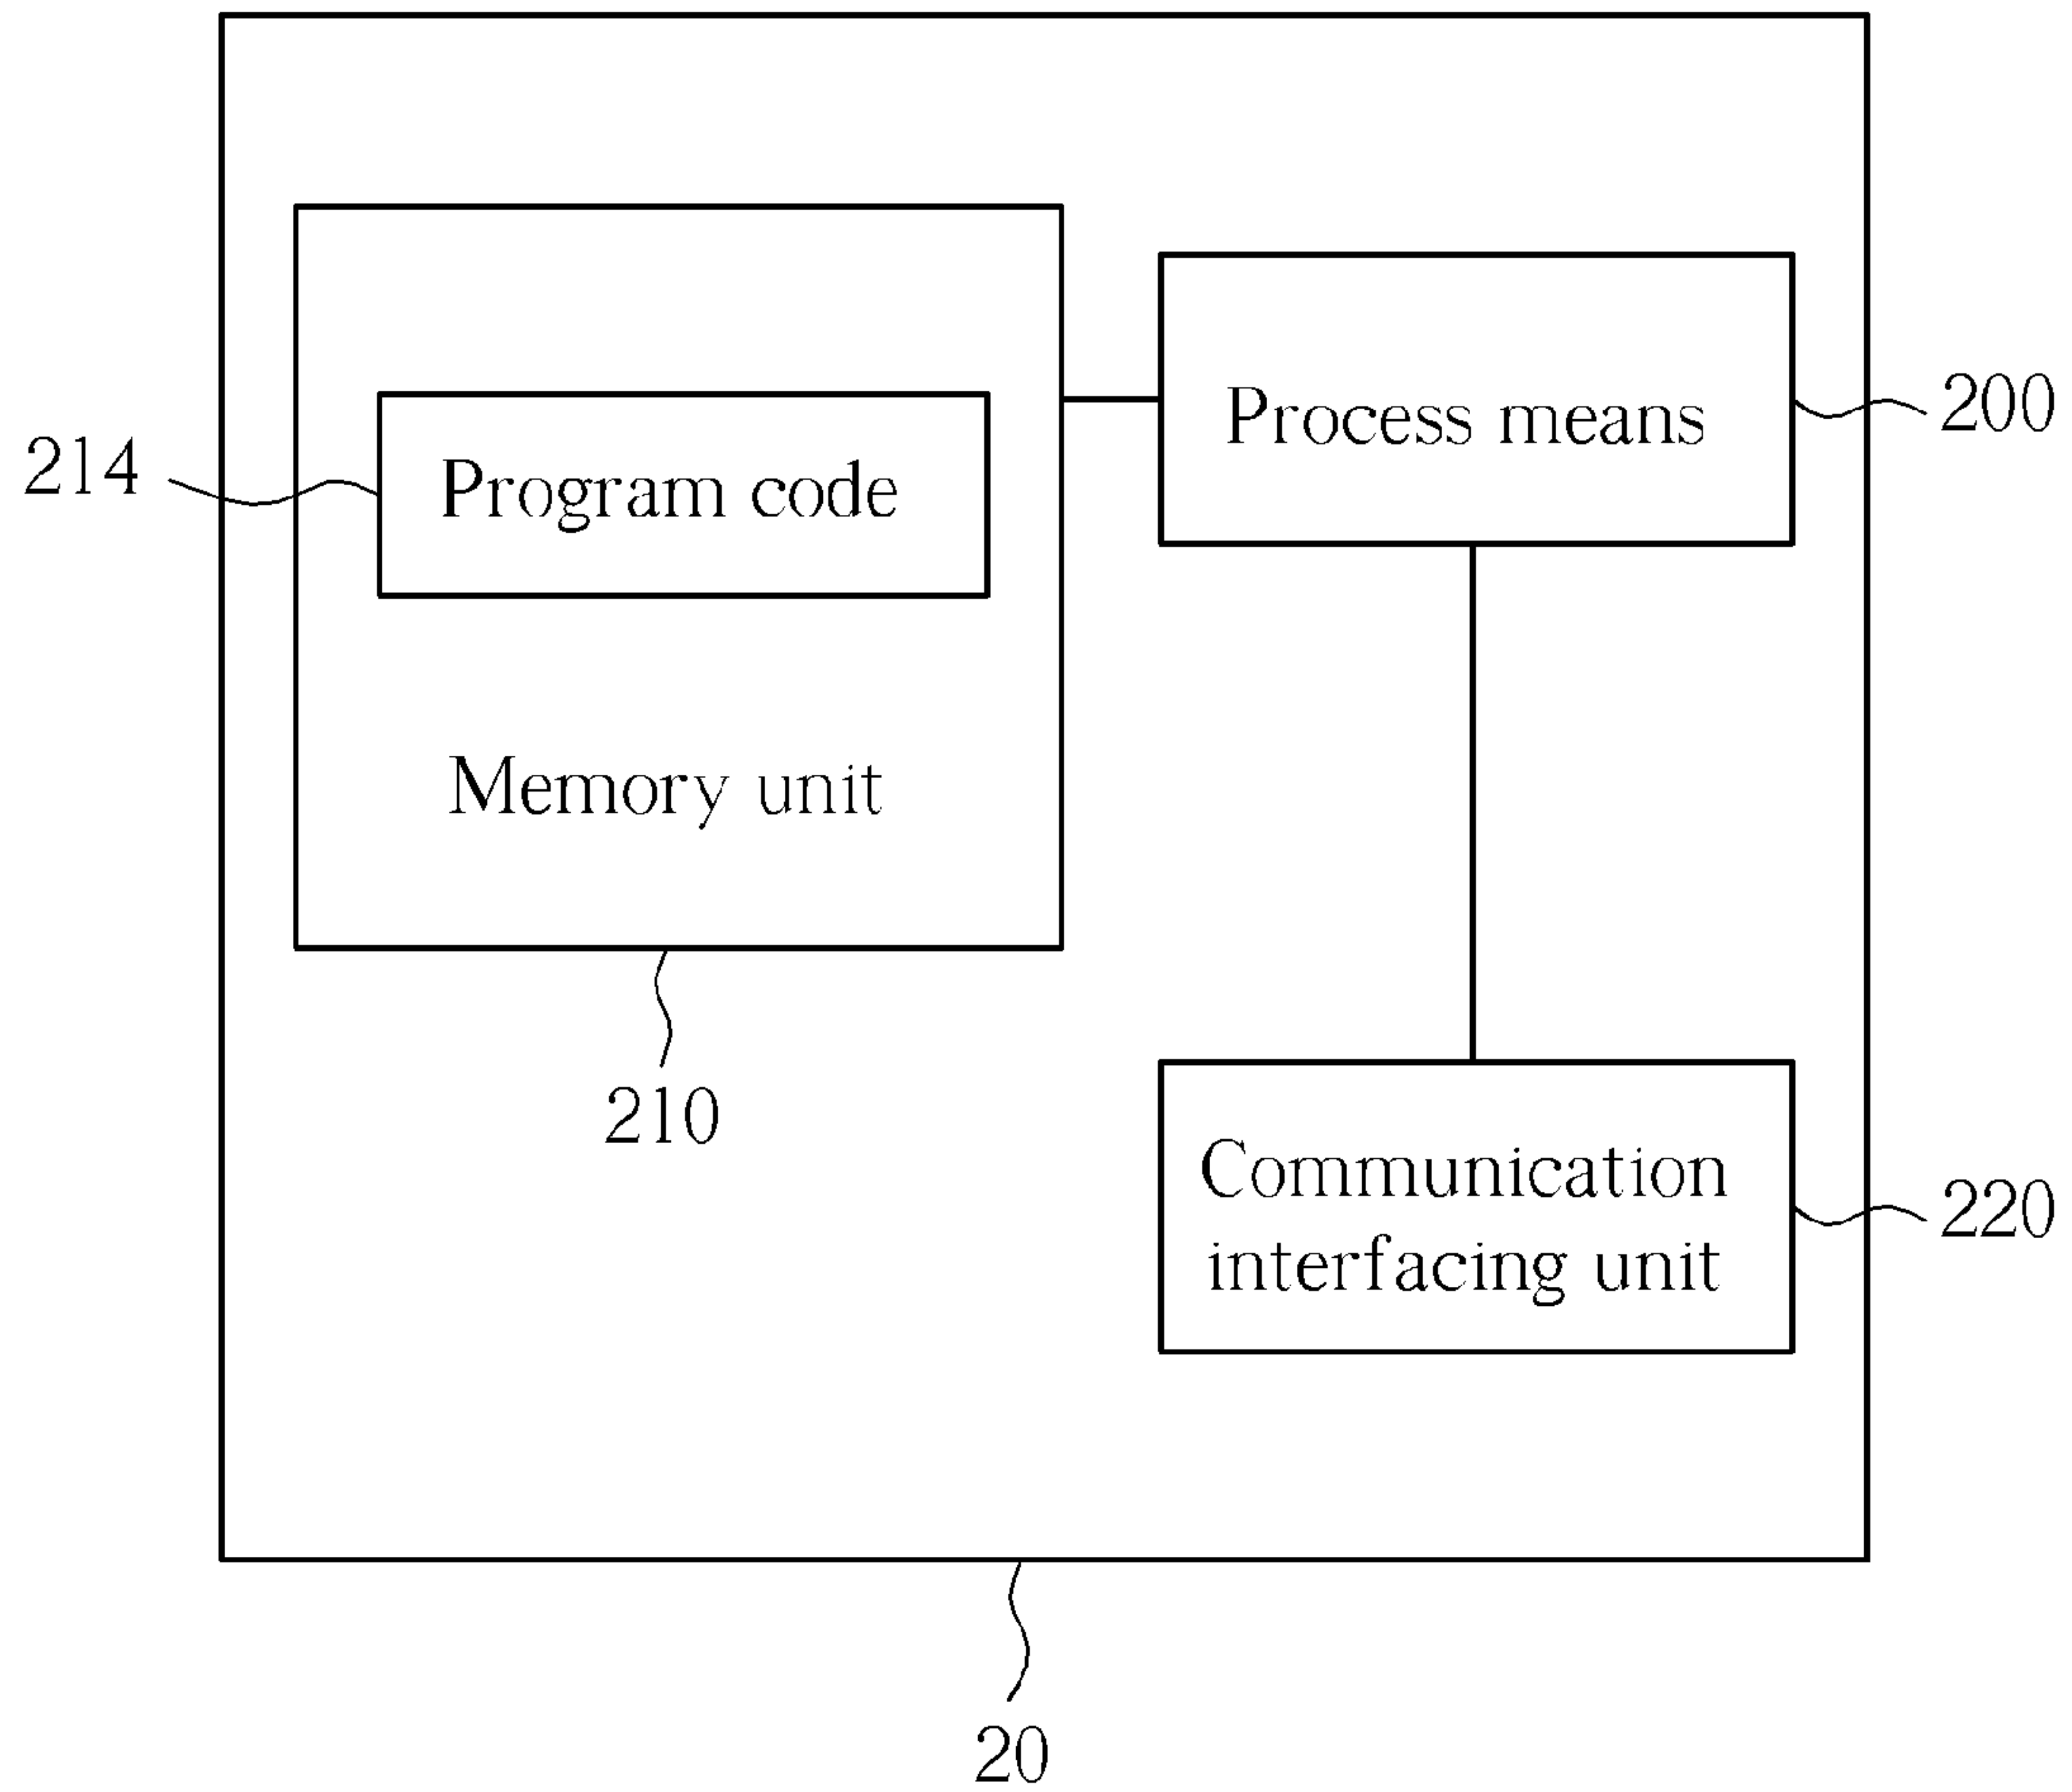 Process means
200
214
Program code
Memory unit
210
Communication
interfacing unit
220
20